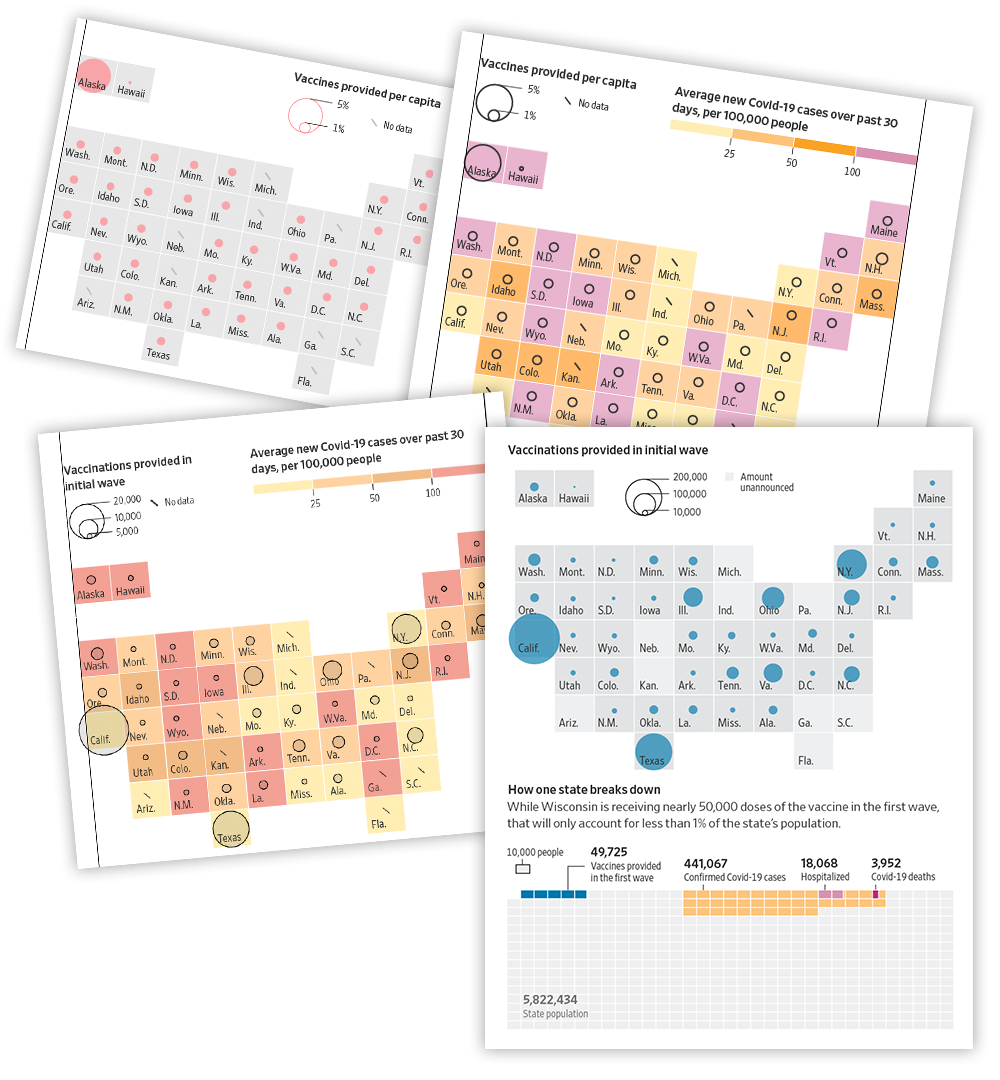 Vaccines provided per capita
5%
1%
No data
Alaska
Hawaii
Wash.
Mont.
N.D.
Minn.
Wis.
Mich.
Vt.
Ore.
Idaho
S.D.
Iowa
Ill.
Ind.
Ohio
Pa.
N.Y.
Conn.
Calif.
Nev.
Wyo.
Neb.
Mo.
Ky.
W.Va.
Md.
N.J.
R.I.
Utah
Colo.
Kan.
Ark.
Tenn.
Va.
D.C.
Del.
Ariz.
N.M.
Okla.
La.
Miss.
Ala.
Ga.
S.C.
N.C.
Texas
Fla.
Vaccines provided per capita
5%
1%
No data
Average new Covid-19 cases over past 30
days, per 100,000 people
25
50
100
Alaska
Hawaii
Maine
Wash.
Mont.
N.D.
Minn.
Wis.
Mich.
Vt.
N.H.
Ore.
Idaho
S.D.
Iowa
Ill.
Ind.
Ohio
Pa.
N.Y.
Conn.
Mass.
Calif.
Nev.
Wyo.
Neb.
Mo.
Ky.
W.Va.
Md.
N.J.
R.I.
Utah
Colo.
Kan.
Ark.
Tenn.
Va.
D.C.
Del.
N.M.
Okla.
La.
N.C.
Vaccinations provided in
initial wave
20,000
10,000
5,000
No data
Average new Covid-19 cases over past 30
days, per 100,000 people
25
50
100
Alaska
Hawaii
Wash.
Mont.
N.D.
Minn.
Wis.
Mich.
Vt.
N.H.
Ore.
Idaho
S.D.
Iowa
Ill.
Ind.
Ohio
Pa.
N.Y.
Conn.
Calif.
Nev.
Wyo.
Neb.
Mo.
Ky.
W.Va.
Md.
N.J.
R.I.
Utah
Colo.
Kan.
Ark.
Tenn.
Va.
D.C.
Del.
Ariz.
N.M.
Okla.
La.
Miss.
Ala.
Ga.
S.C.
N.C.
Texas
Fla.
Vaccinations provided in initial wave
200,000
100,000
10,000
Amount
unannounced
Alaska
Hawaii
Maine
Vt.
N.H.
Wash.
Mont.
N.D.
Minn.
Wis.
Mich.
N.Y.
Conn.
Mass.
Ore.
Idaho
S.D.
Iowa
Ill.
Ind.
Ohio
Pa.
N.J.
R.I.
Calif.
Nev.
Wyo.
Neb.
Mo.
Ky.
W.Va.
Md.
Del.
Utah
Colo.
Kan.
Ark.
Tenn.
Va.
D.C.
N.C.
Ariz.
N.M.
Okla.
La.
Miss.
Ala.
Ga.
S.C.
Texas
Fla.
How one state breaks down
While Wisconsin is receiving nearly 50,000 doses of the vaccine in the first wave,
that will only account for less than 1% of the state's population.
10,000 people
49,725
Vaccines provided
in the first wave
441,067
Confirmed Covid-19 cases
18,068
Hospitalized
3,952
Covid-19 deaths
5,822,434
State population